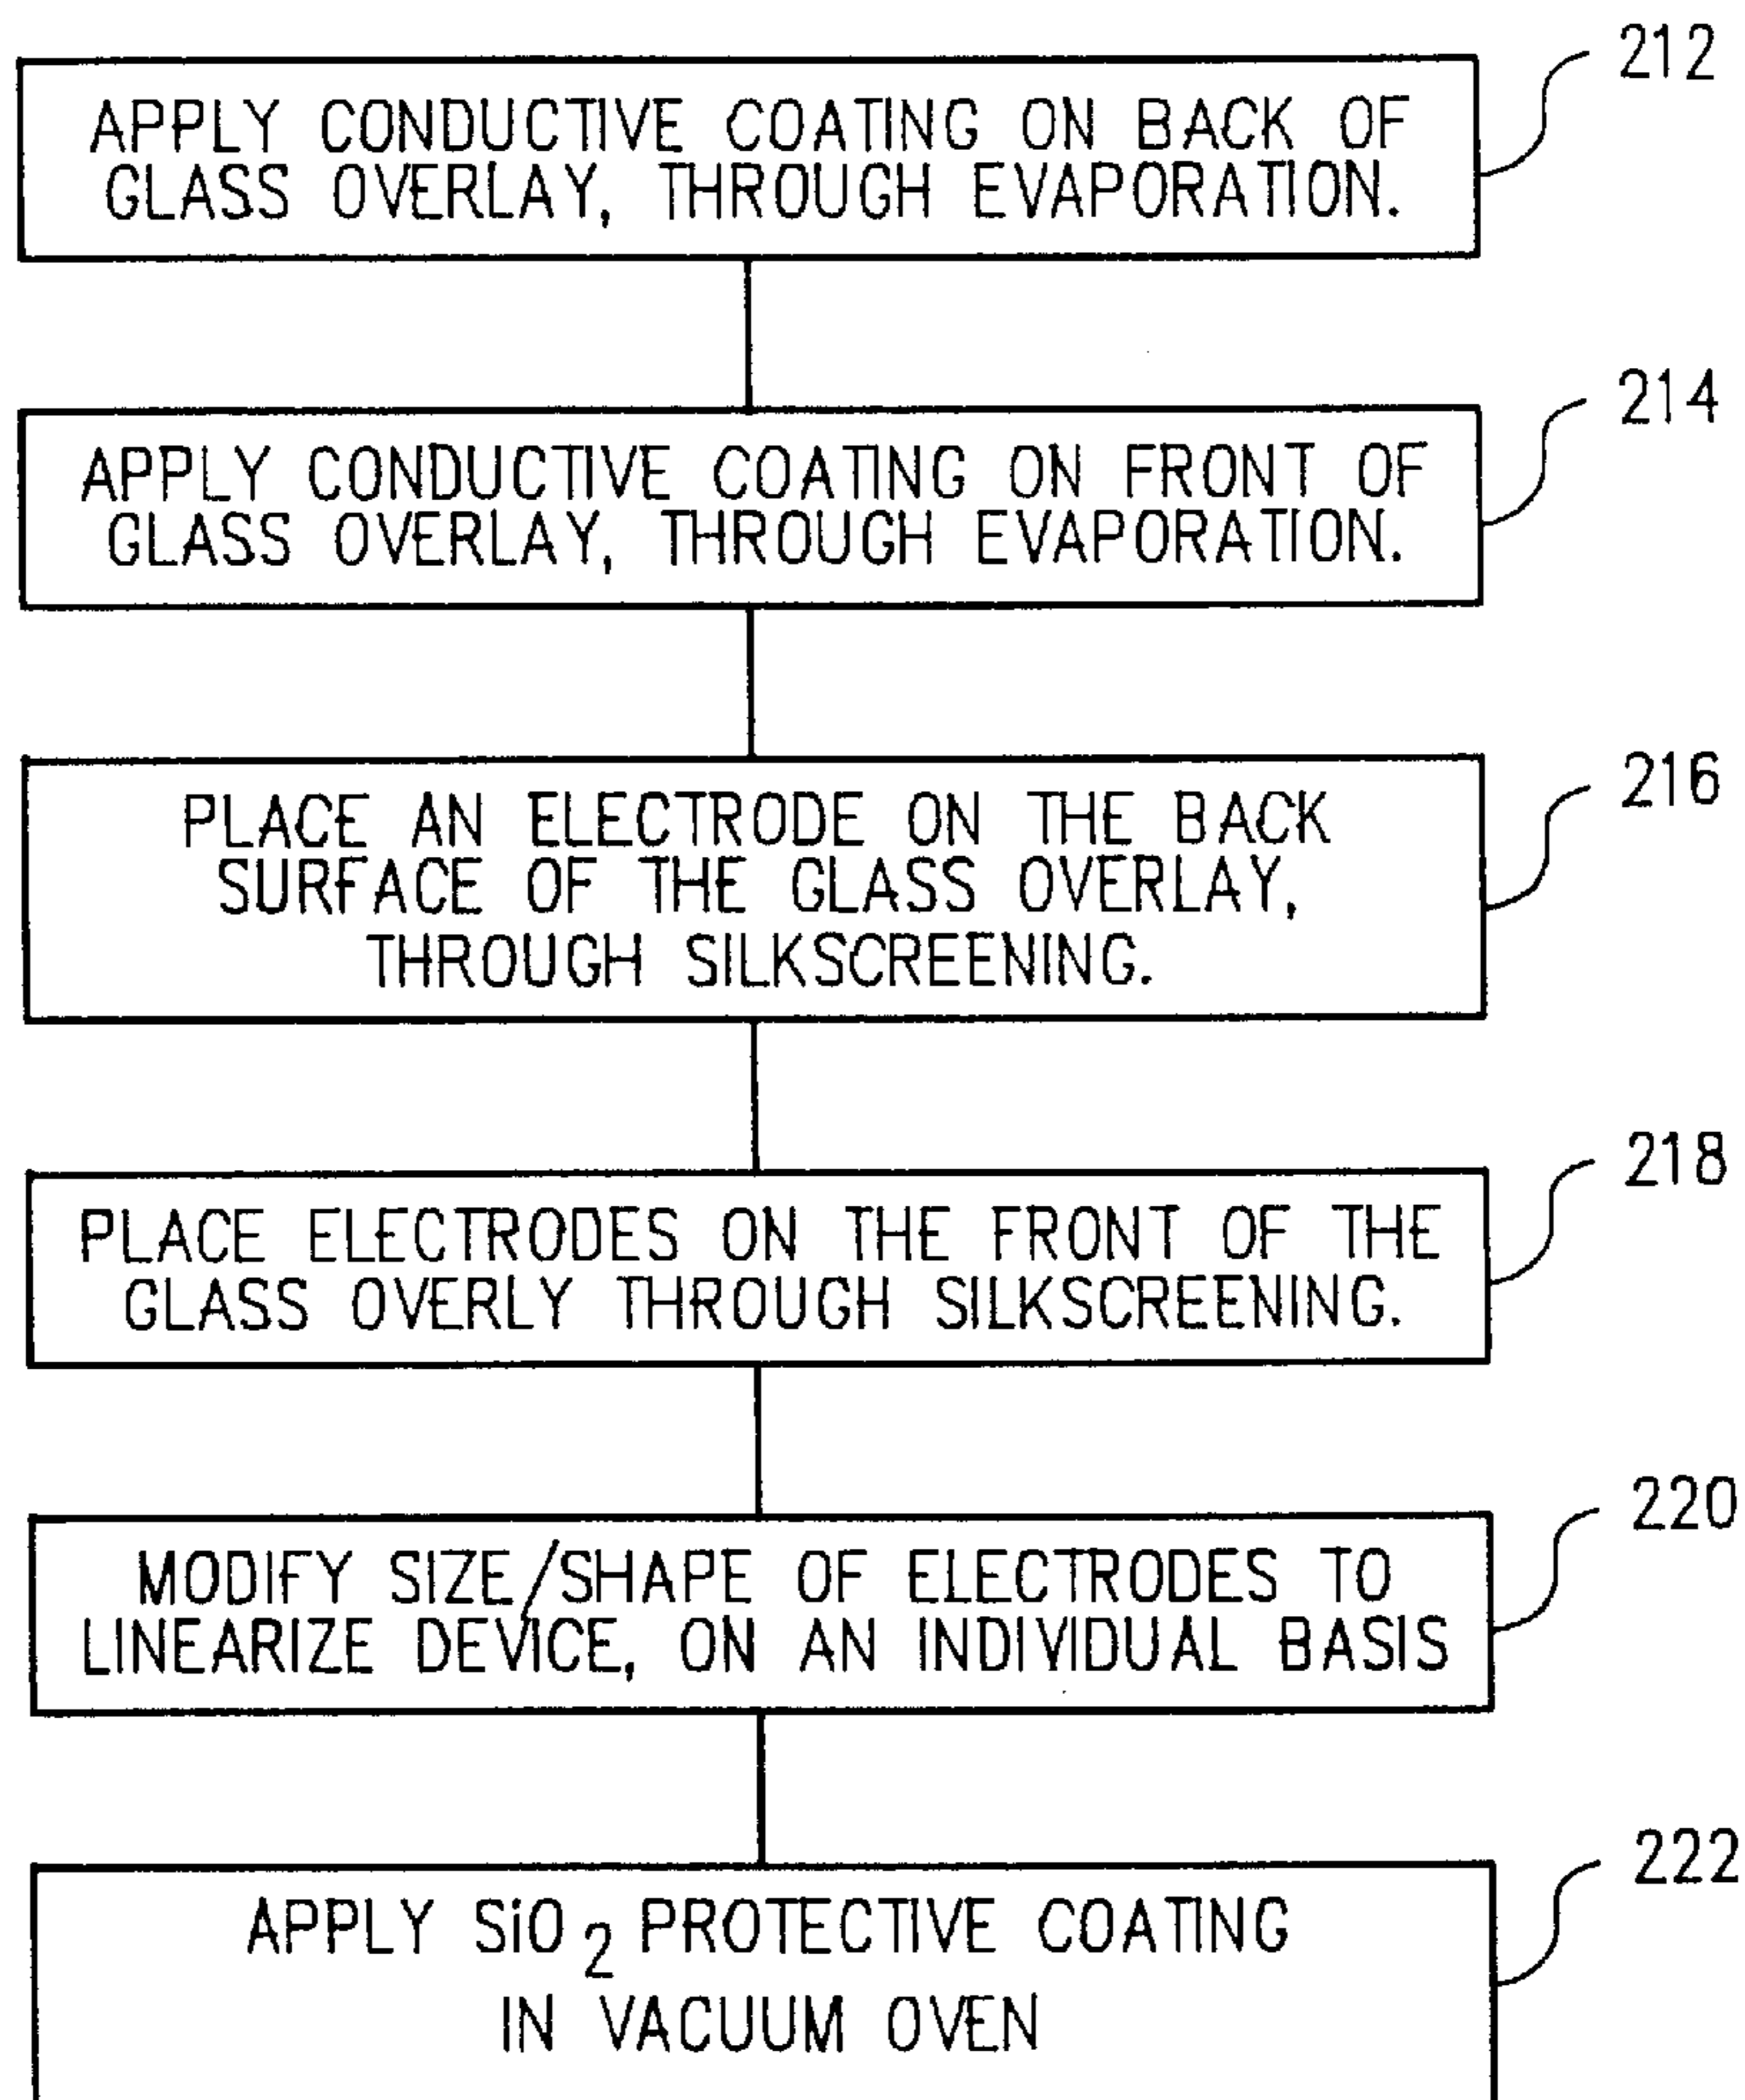 212
APPLY CONDUCTIVE COATING ON BACK OF
GLASS OVERLAY, THROUGH EVAPORATION.
214
APPLY CONDUCTIVE COATING ON FRONT OF
GLASS OVERLAY, THROUGH EVAPORATION.
216
PLACE AN ELECTRODE ON THE BACK
SURFACE OF THE GLASS OVERLAY,
THROUGH SILKSCREENING.
218
PLACE ELECTRODES ON THE FRONT OF THE
GLASS OVERLY THROUGH SILKSCREENING.
220
MODIFY SIZE/SHAPE OF ELECTRODES TO
LINEARIZE DEVICE, ON AN INDIVIDUAL BASIS
222
APPLY SiO₂ PROTECTIVE COATING
IN VACUUM OVEN